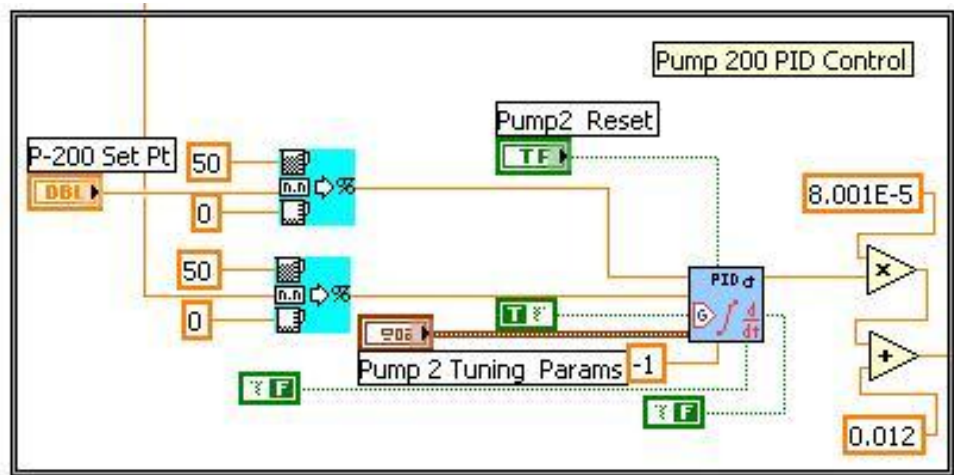 Pump 200 PID Control
Pump2 Reset
TF
P-200 Set Pt
DBL
50
n.n %
0
8.001E-5
×
50
n.n %
0
PID
G ∫ d/dt
T
Pump 2 Tuning Params
-1
F
F
+
0.012